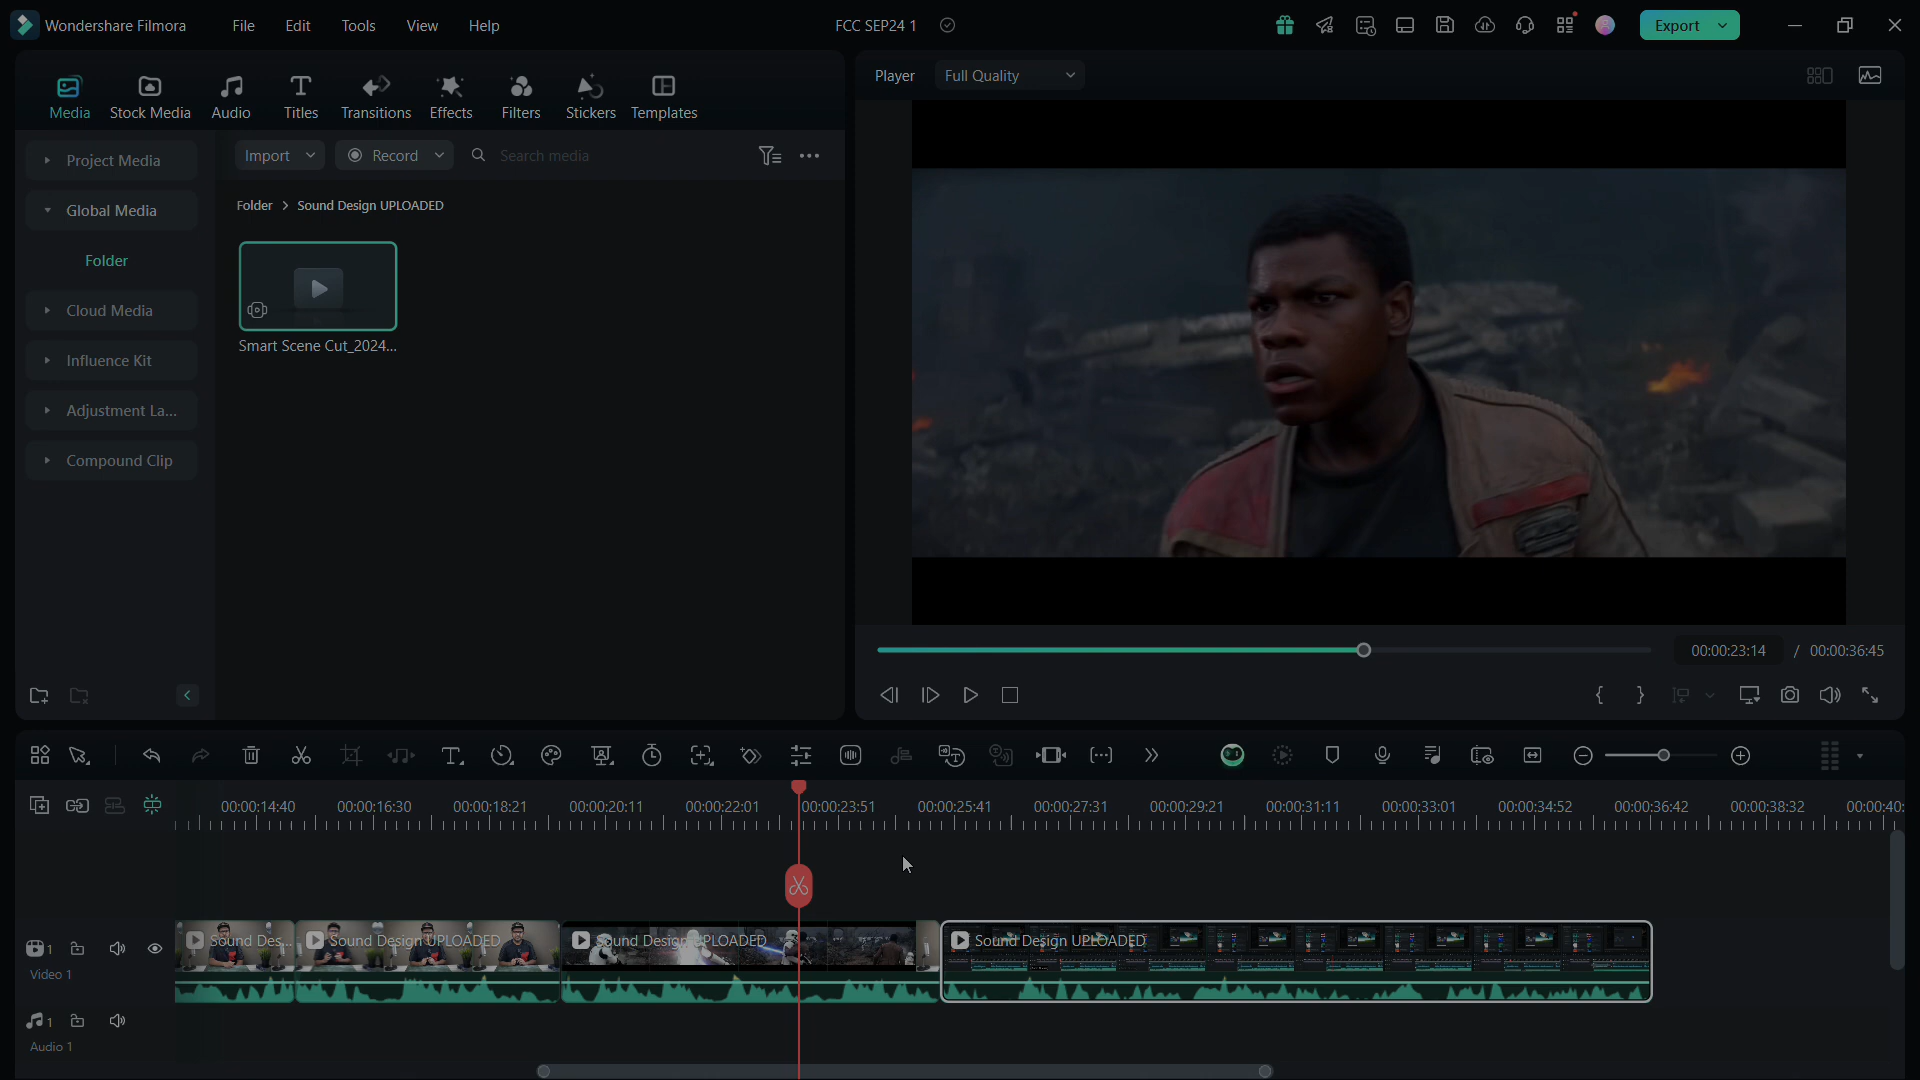 Wondershare Filmora
File
Edit
Tools
View
Help
FCC SEP24 1
Export
Media
Stock Media
Audio
Titles
Transitions
Effects
Filters
Stickers
Templates
Player
Full Quality
Project Media
Global Media
Folder
Cloud Media
Influence Kit
Adjustment La...
Compound Clip
Import
Record
Search media
Folder > Sound Design UPLOADED
Smart Scene Cut_2024...
00:00:23:14 / 00:00:36:45
00:00:14:40
00:00:16:30
00:00:18:21
00:00:20:11
00:00:22:01
00:00:23:51
00:00:25:41
00:00:27:31
00:00:29:21
00:00:31:11
00:00:33:01
00:00:34:52
00:00:36:42
00:00:38:32
00:00:40:
1
Video 1
Sound Des...
Sound Design UPLOADED
Sound Design UPLOADED
Sound Design UPLOADED
1
Audio 1